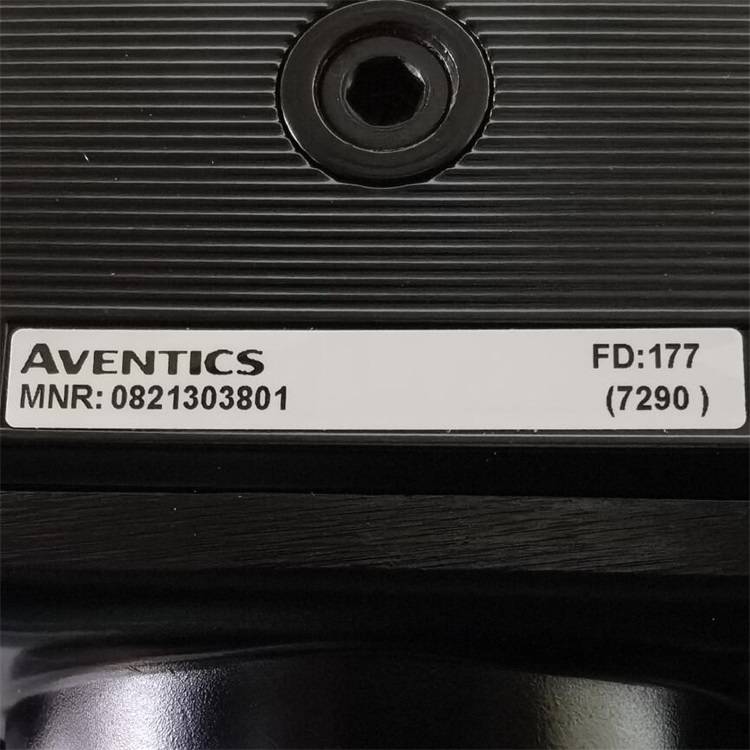 AVENTICS FD:177
MNR: 0821303801 (7290 )